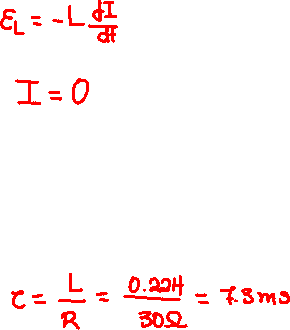 ε_L = -L dI/dt
I = 0
τ = L/R = 0.22H/30Ω = 7.3ms